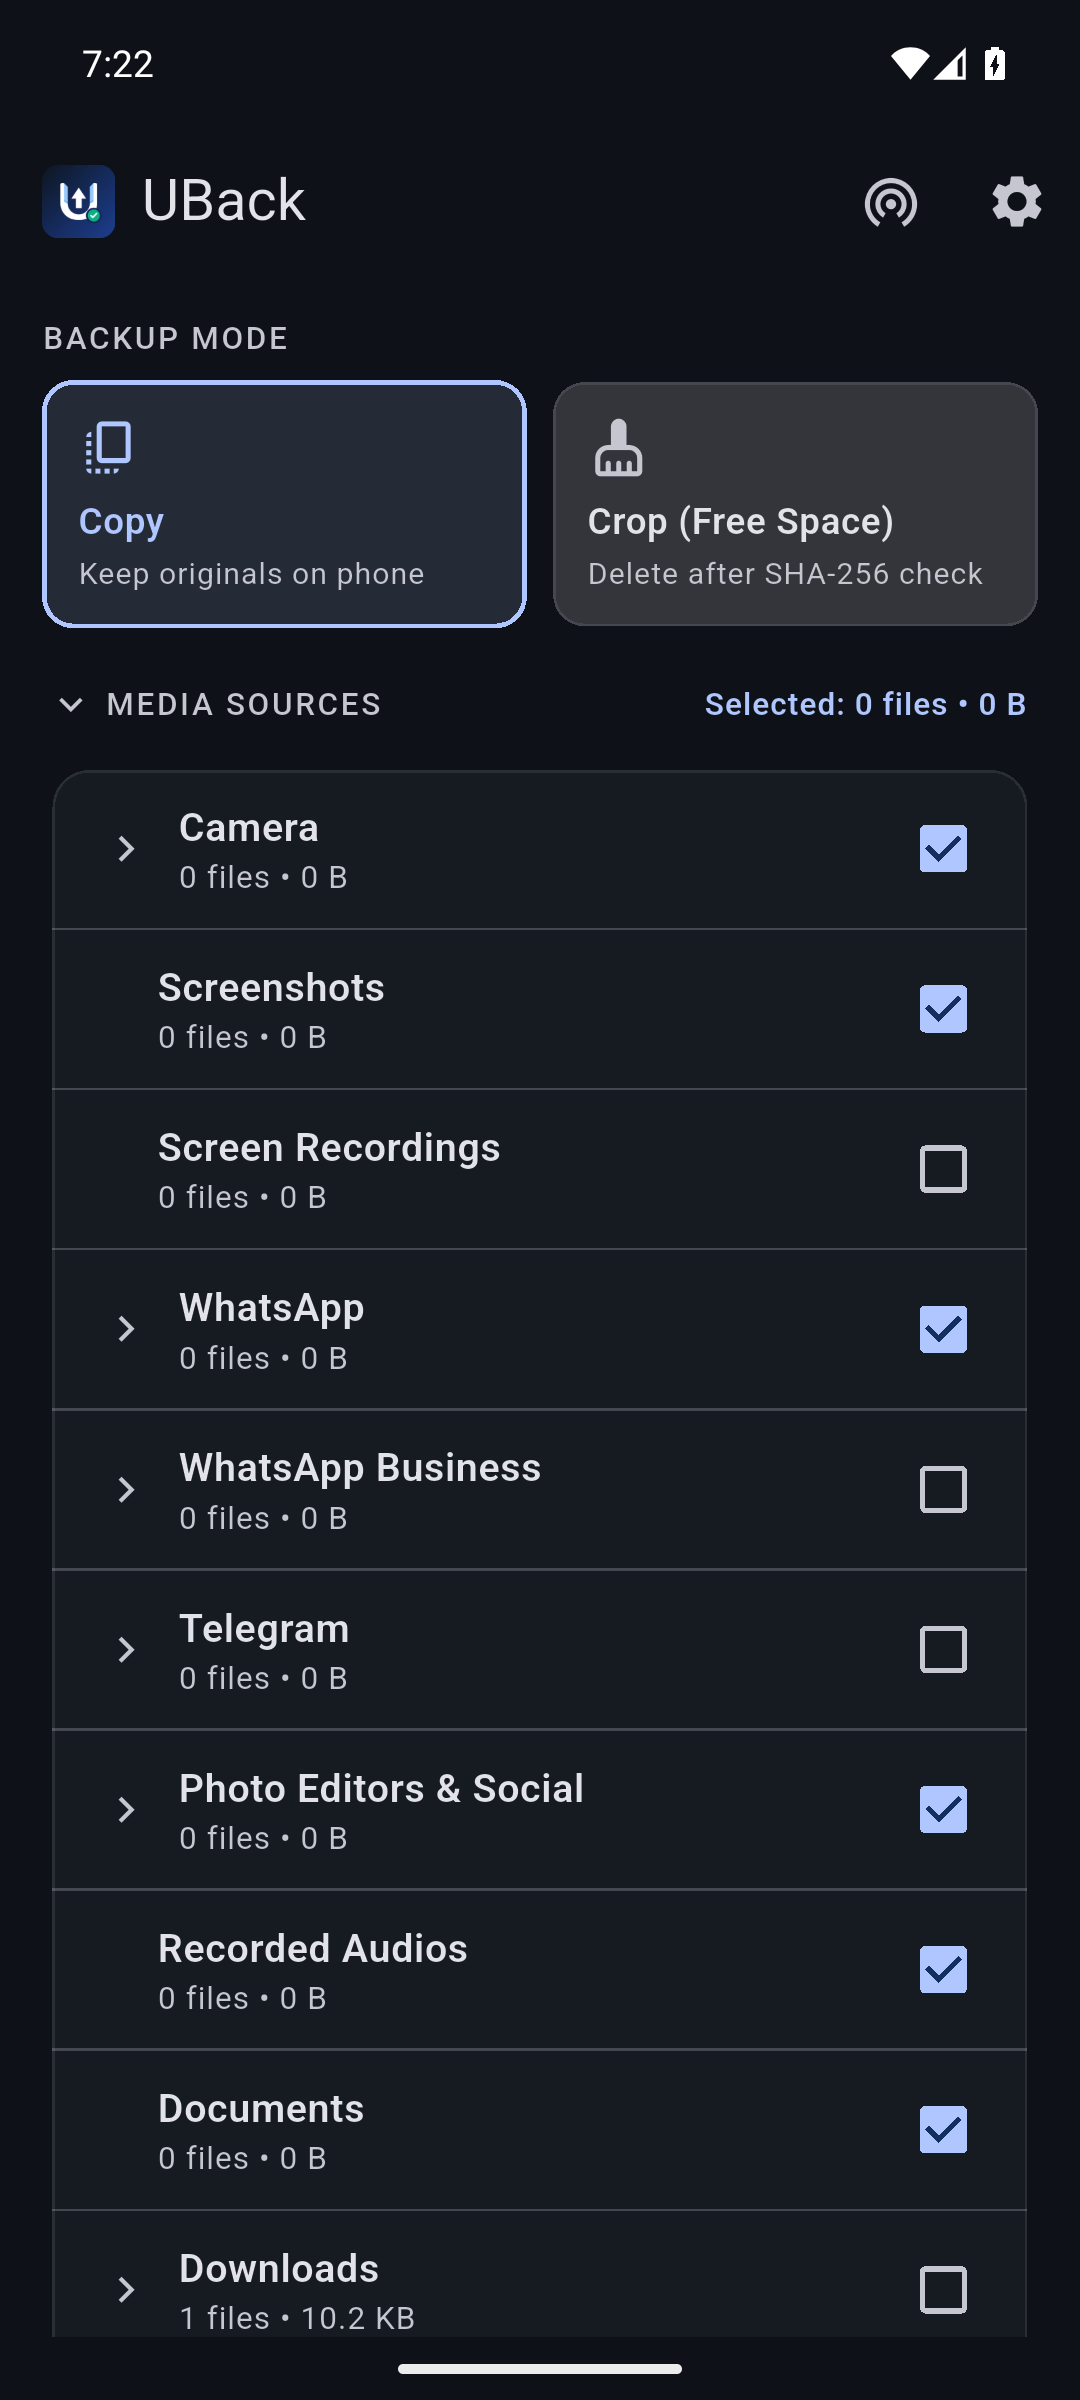 7:22
UBack
BACKUP MODE
Copy
Keep originals on phone
Crop (Free Space)
Delete after SHA-256 check
MEDIA SOURCES
Selected: 0 files • 0 B
Camera
0 files • 0 B
Screenshots
0 files • 0 B
Screen Recordings
0 files • 0 B
WhatsApp
0 files • 0 B
WhatsApp Business
0 files • 0 B
Telegram
0 files • 0 B
Photo Editors & Social
0 files • 0 B
Recorded Audios
0 files • 0 B
Documents
0 files • 0 B
Downloads
1 files • 10.2 KB